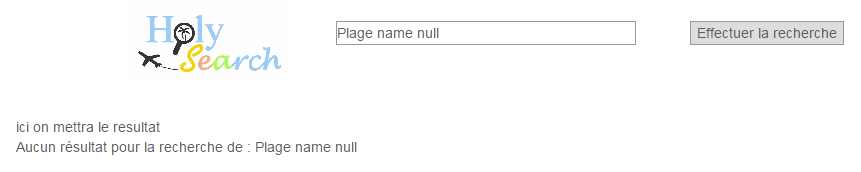 Holy
Search
Plage name null
Effectuer la recherche
ici on mettra le resultat
Aucun résultat pour la recherche de : Plage name null